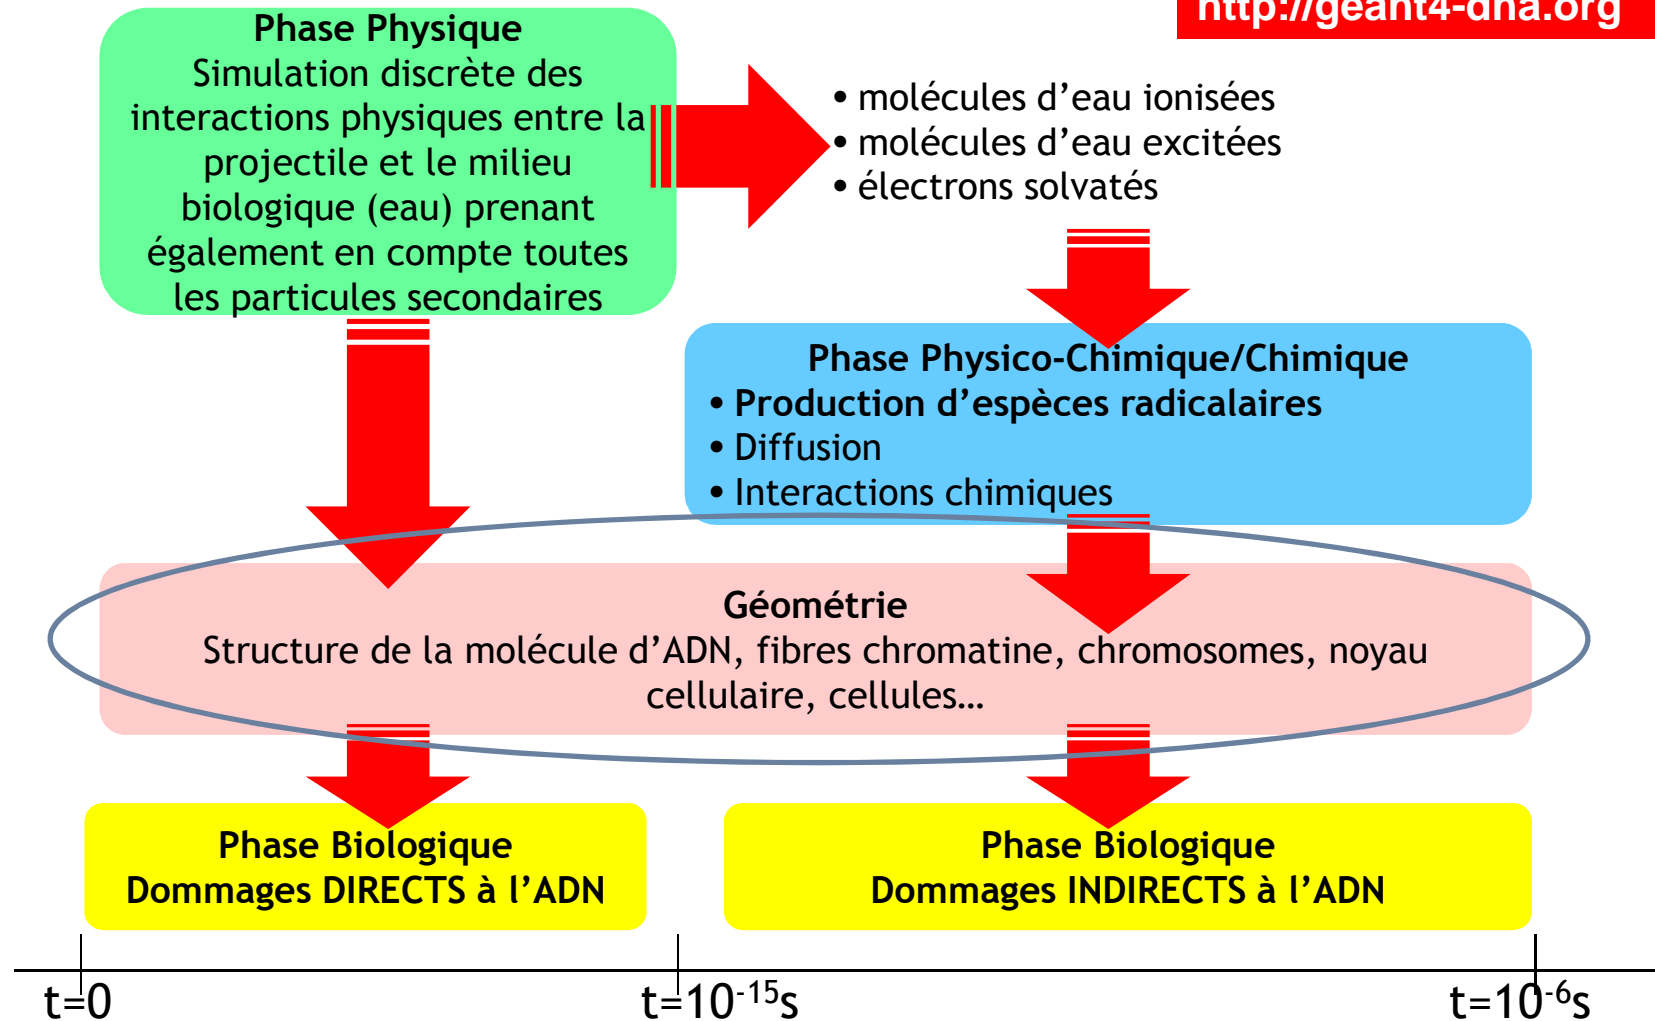 http://geant4-dna.org
Phase Physique
Simulation discrète des
interactions physiques entre la
projectile et le milieu
biologique (eau) prenant
également en compte toutes
les particules secondaires
• molécules d’eau ionisées
• molécules d’eau excitées
• électrons solvatés
Phase Physico-Chimique/Chimique
• Production d’espèces radicalaires
• Diffusion
• Interactions chimiques
Géométrie
Structure de la molécule d’ADN, fibres chromatine, chromosomes, noyau
cellulaire, cellules…
Phase Biologique
Dommages DIRECTS à l’ADN
Phase Biologique
Dommages INDIRECTS à l’ADN
t=0
t=10⁻¹⁵s
t=10⁻⁶s